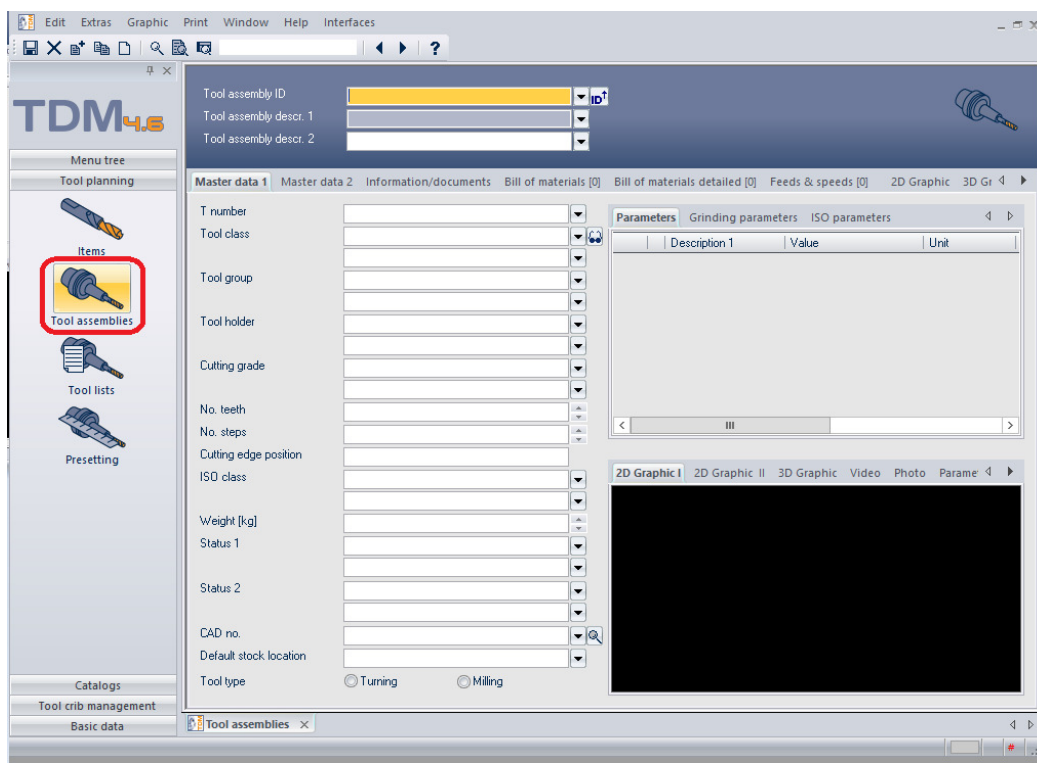 Edit Extras Graphic Print Window Help Interfaces
?
TDM4.6
Menu tree
Tool planning
Items
Tool assemblies
Tool lists
Presetting
Catalogs
Tool crib management
Basic data
Tool assembly ID
ID
Tool assembly descr. 1
Tool assembly descr. 2
Master data 1 Master data 2 Information/documents Bill of materials [0] Bill of materials detailed [0] Feeds & speeds [0] 2D Graphic 3D Gr
T number
Tool class
Tool group
Tool holder
Cutting grade
No. teeth
No. steps
Cutting edge position
ISO class
Weight [kg]
Status 1
Status 2
CAD no.
Default stock location
Tool type Turning Milling
Parameters Grinding parameters ISO parameters
Description 1 Value Unit
2D Graphic I 2D Graphic II 3D Graphic Video Photo Parame
Tool assemblies
#